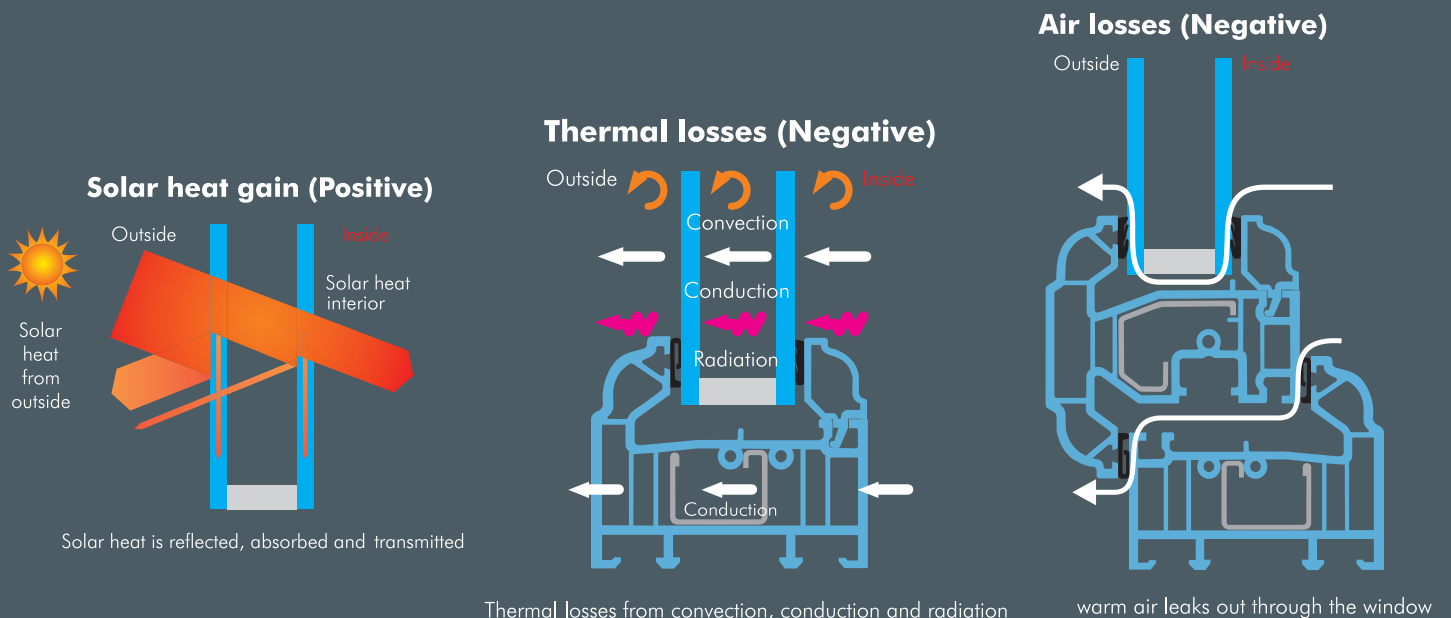 Solar heat gain (Positive)
Outside
Inside
Solar heat
interior
Solar
heat
from
outside
Solar heat is reflected, absorbed and transmitted
Thermal losses (Negative)
Outside
Inside
Convection
Conduction
Radiation
Conduction
Thermal losses from convection, conduction and radiation
Air losses (Negative)
Outside
Inside
warm air leaks out through the window